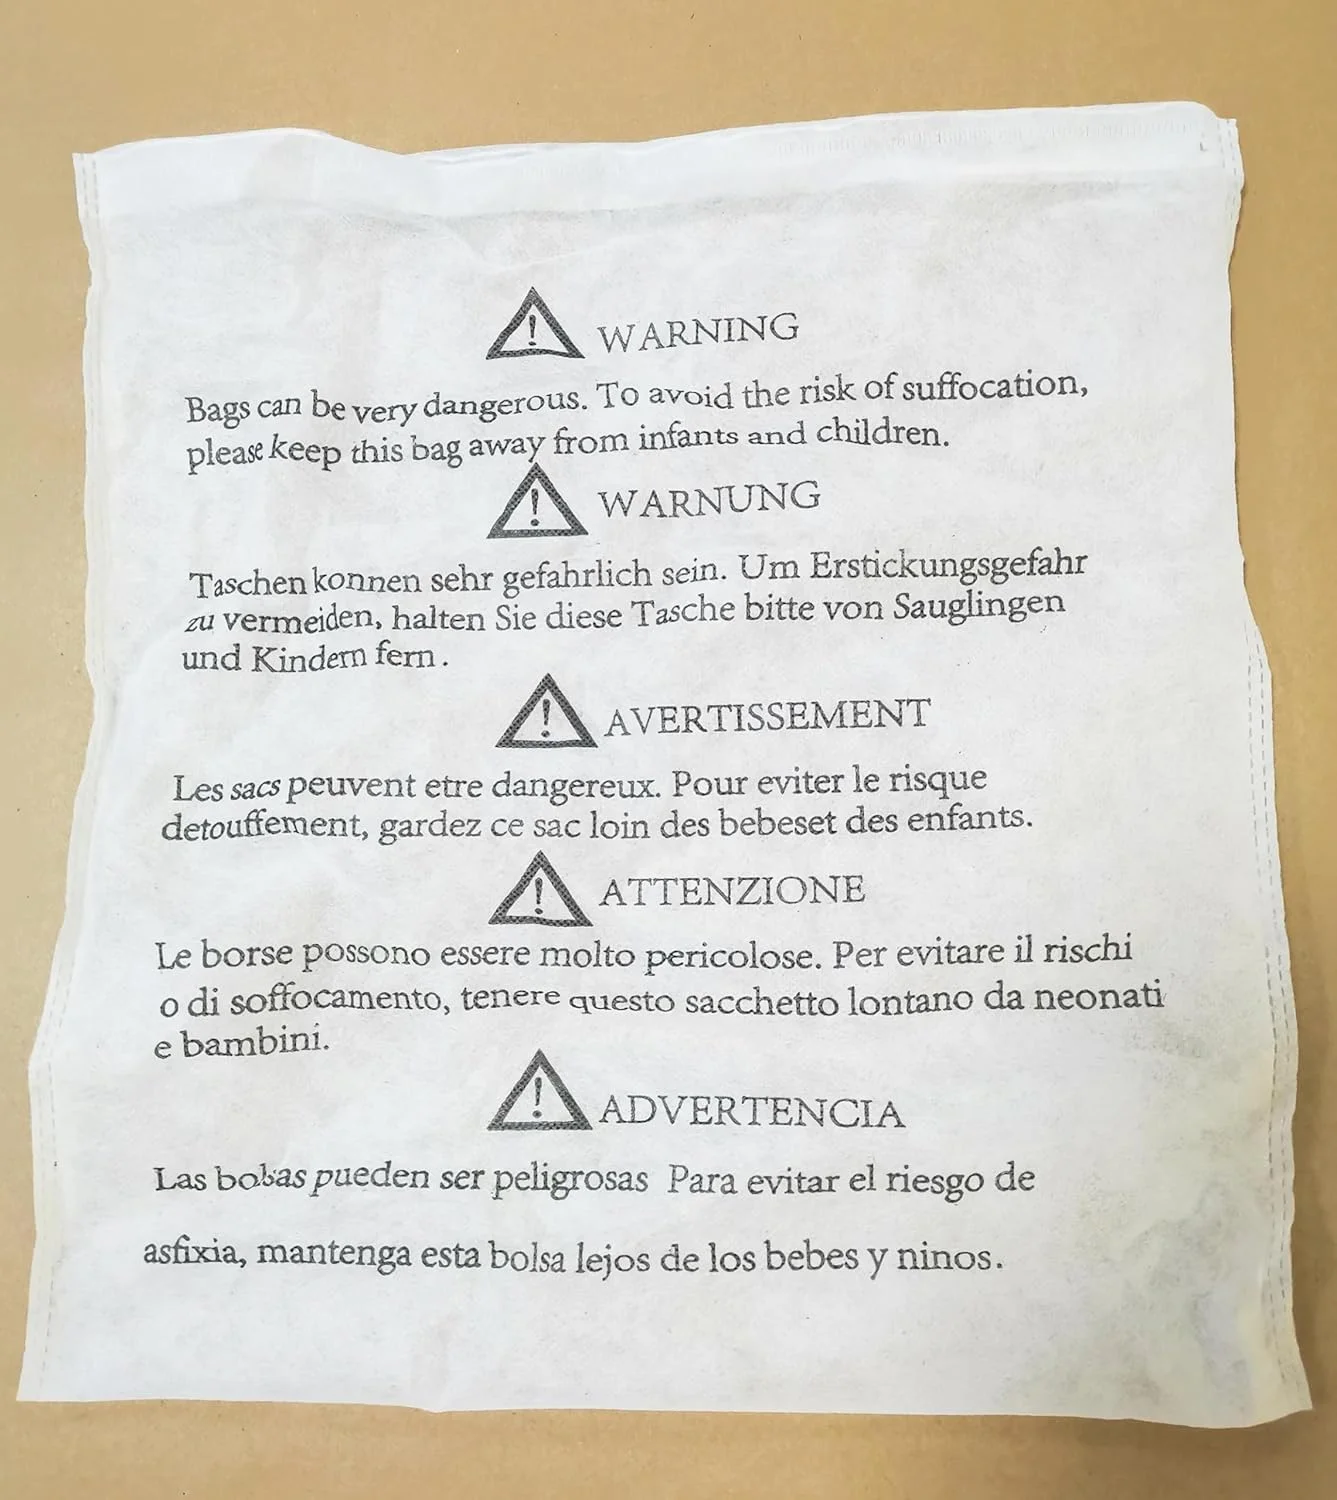 WARNING
Bags can be very dangerous. To avoid the risk of suffocation,
please keep this bag away from infants and children.
WARNUNG
Taschen konnen sehr gefahrlich sein. Um Erstickungsgefahr
zu vermeiden, halten Sie diese Tasche bitte von Sauglingen
und Kindern fern.
AVERTISSEMENT
Les sacs peuvent etre dangereux. Pour eviter le risque
detouffement, gardez ce sac loin des bebeset des enfants.
ATTENZIONE
Le borse possono essere molto pericolose. Per evitare il rischi
o di soffocamento, tenere questo sacchetto lontano da neonati
e bambini.
ADVERTENCIA
Las bolsas pueden ser peligrosas Para evitar el riesgo de
asfixia, mantenga esta bolsa lejos de los bebes y ninos.